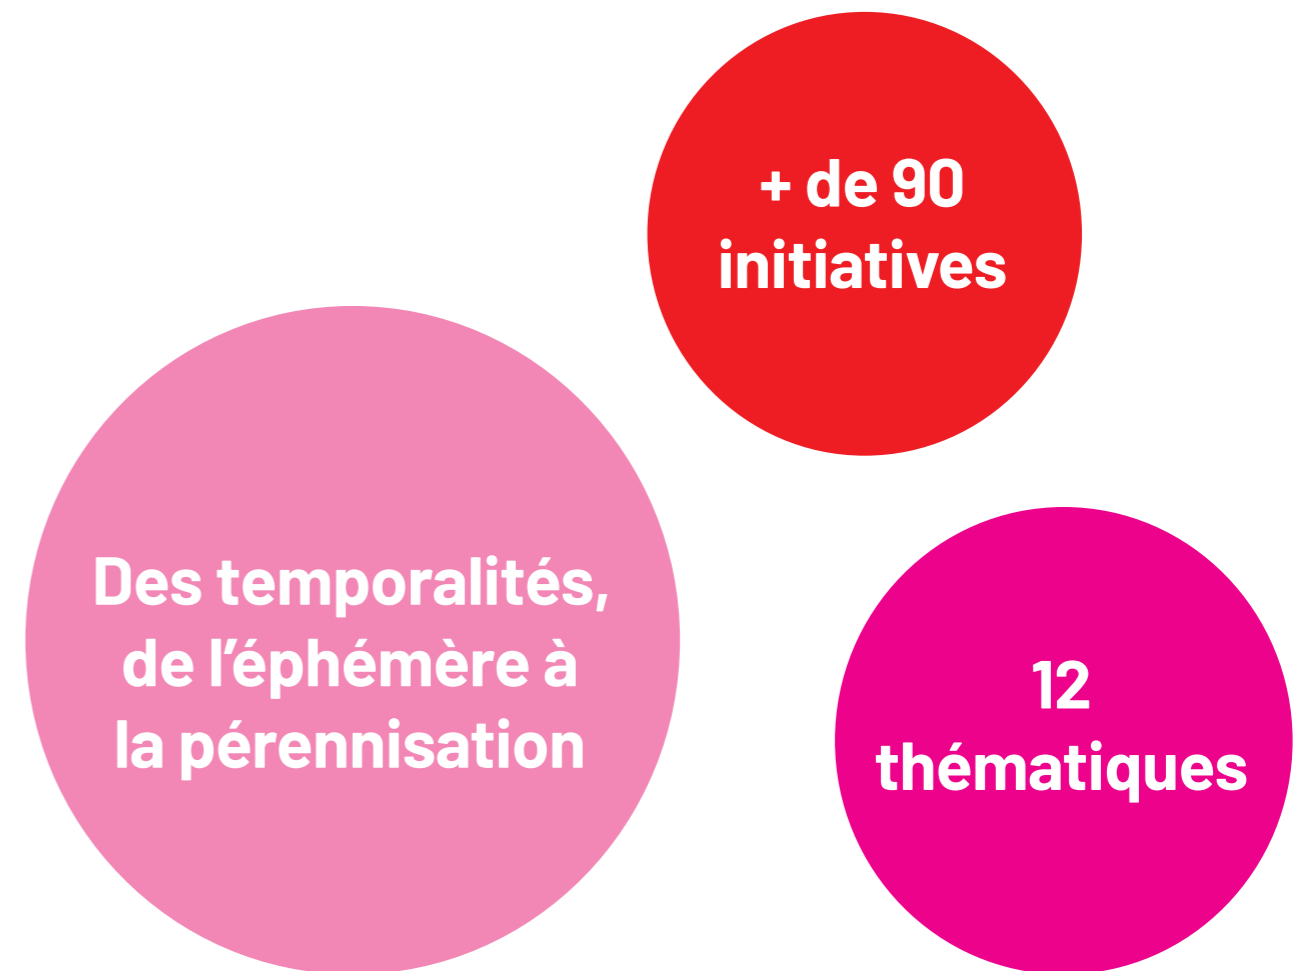 + de 90
initiatives
Des temporalités,
de l’éphémère à
la pérennisation
12
thématiques